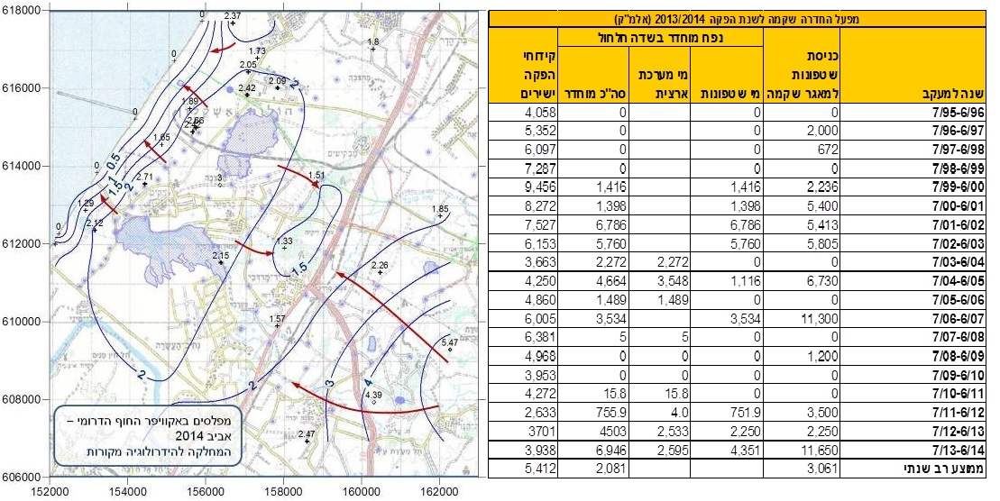 618000
616000
614000
612000
610000
608000
606000
152000 154000 156000 158000 160000 162000
0
2.37
1.8
1.73
0
2.05
2
2.42
2.09
1.89
0
1.65
0.5
1
1.5
2
0
2.71
3
1.51
1.29
2.12
0
1.85
2.15
1.33
1.5
2.26
1.57
5.47
2
2
3
4
4.39
2.47
מפלסים באקוויפר החוף הדרומי –
אביב 2014
המחלקה להידרולוגיה מקורות
מפעל החדרה שקמה לשנת הפקה 2013/2014 (אלמ"ק)
שנה למעקב כניסת שטפונות למאגר שקמה נפח מוחדר בשדה חלחול קידוחי הפקה ישירים
מי שטפונות מי מערכת ארצית סה"כ מוחדר
7/95-6/96 0 0 0 4,058
7/96-6/97 2,000 0 0 5,352
7/97-6/98 672 0 0 6,097
7/98-6/99 0 0 0 7,287
7/99-6/00 2,236 1,416 1,416 9,456
7/00-6/01 5,400 1,398 1,398 8,272
7/01-6/02 5,413 6,786 6,786 7,527
7/02-6/03 5,805 5,760 5,760 6,153
7/03-6/04 0 0 2,272 2,272 3,663
7/04-6/05 6,730 1,116 3,548 4,664 4,250
7/05-6/06 0 0 1,489 1,489 4,860
7/06-6/07 11,300 3,534 3,534 6,005
7/07-6/08 0 0 5 5 6,381
7/08-6/09 1,200 0 0 0 4,968
7/09-6/10 0 0 0 0 3,953
7/10-6/11 0 0 15.8 15.8 4,272
7/11-6/12 3,500 751.9 4.0 755.9 2,633
7/12-6/13 2,250 2,250 2,533 4503 3701
7/13-6/14 11,650 4,351 2,595 6,946 3,938
ממוצע רב שנתי 3,061 2,081 5,412